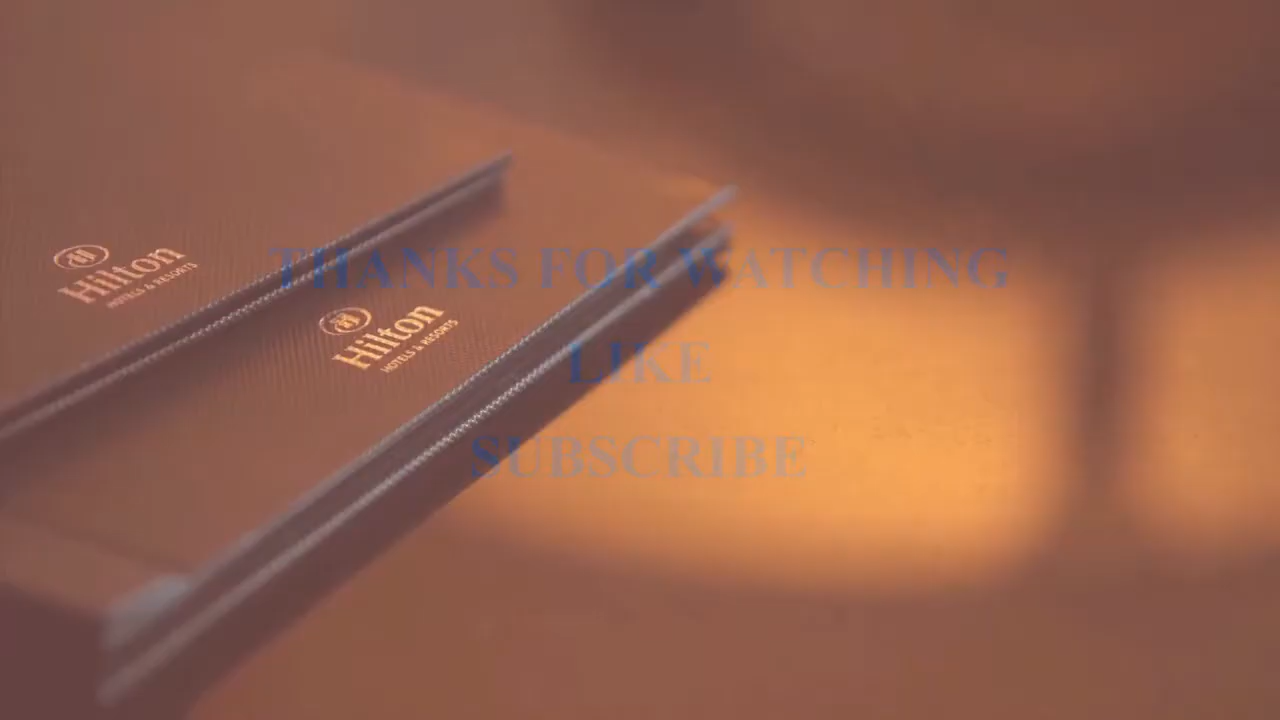 Hilton
HOTELS & RESORTS
Hilton
HOTELS & RESORTS
THANKS FOR WATCHING
LIKE
SUBSCRIBE